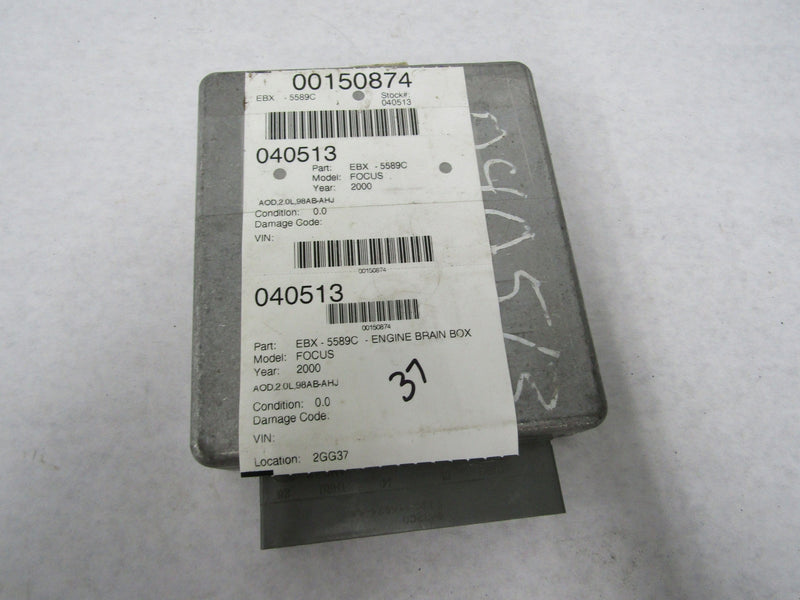 00150874
EBX - 5589C Stock#:
040513
040513
Part: EBX - 5589C
Model: FOCUS
Year: 2000
AOD,2.0L,98AB-AHJ
Condition: 0.0
Damage Code:
VIN:
00150874
040513
00150874
Part: EBX - 5589C - ENGINE BRAIN BOX
Model: FOCUS
Year: 2000
AOD,2.0L,98AB-AHJ
Condition: 0.0
Damage Code:
VIN:
Location: 2GG37
37
040513